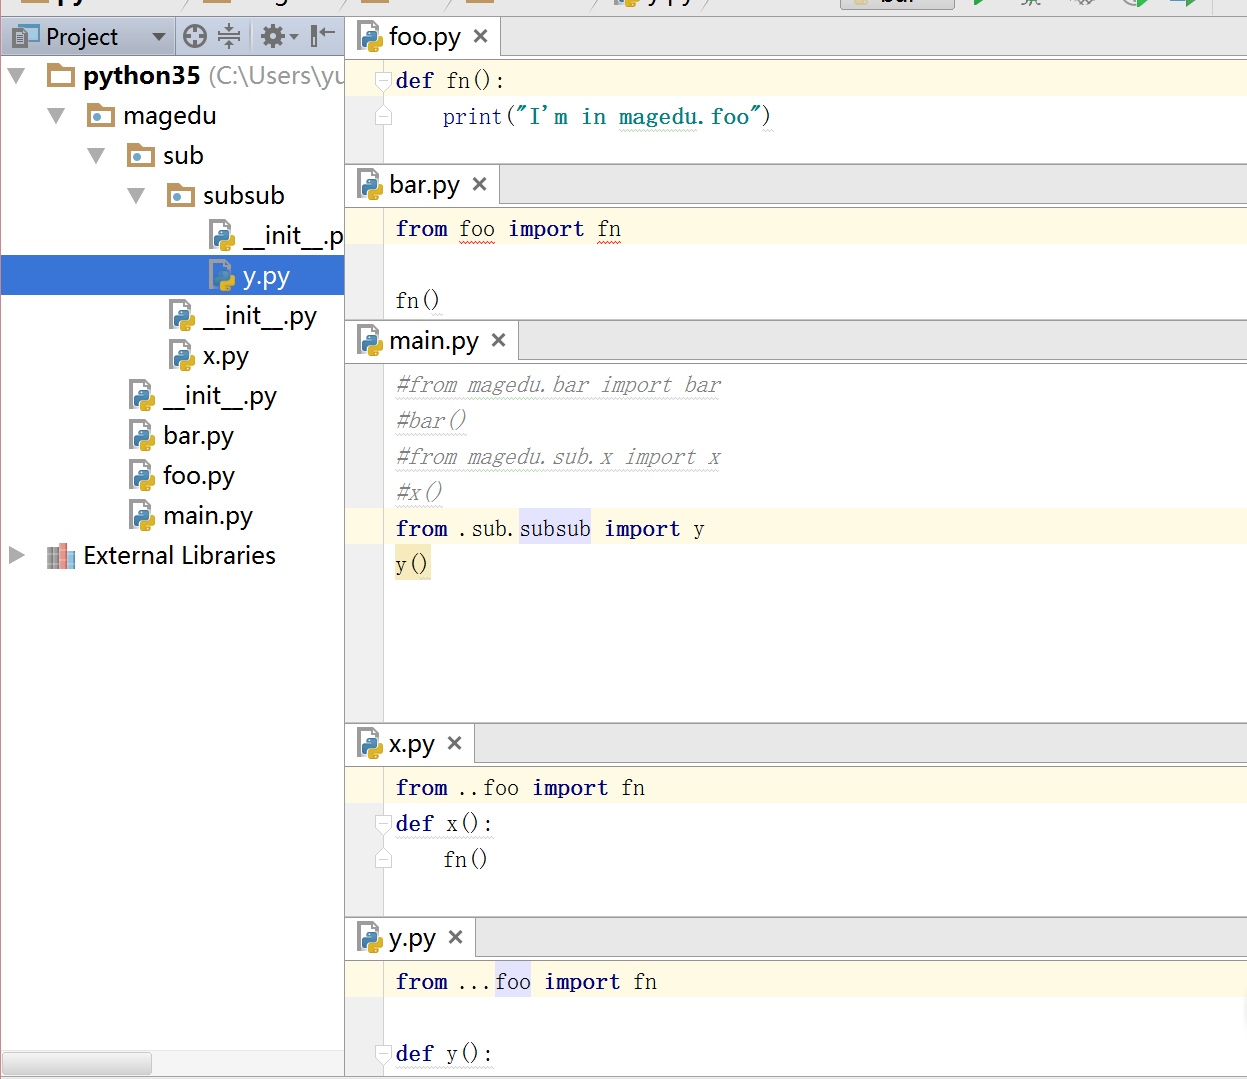 Project
python35 (C:\Users\yu
magedu
sub
subsub
__init__.p
y.py
__init__.py
x.py
__init__.py
bar.py
foo.py
main.py
External Libraries
foo.py
def fn():
print("I'm in magedu.foo")
bar.py
from foo import fn
fn()
main.py
#from magedu.bar import bar
#bar()
#from magedu.sub.x import x
#x()
from .sub.subsub import y
y()
x.py
from ..foo import fn
def x():
fn()
y.py
from ...foo import fn
def y():